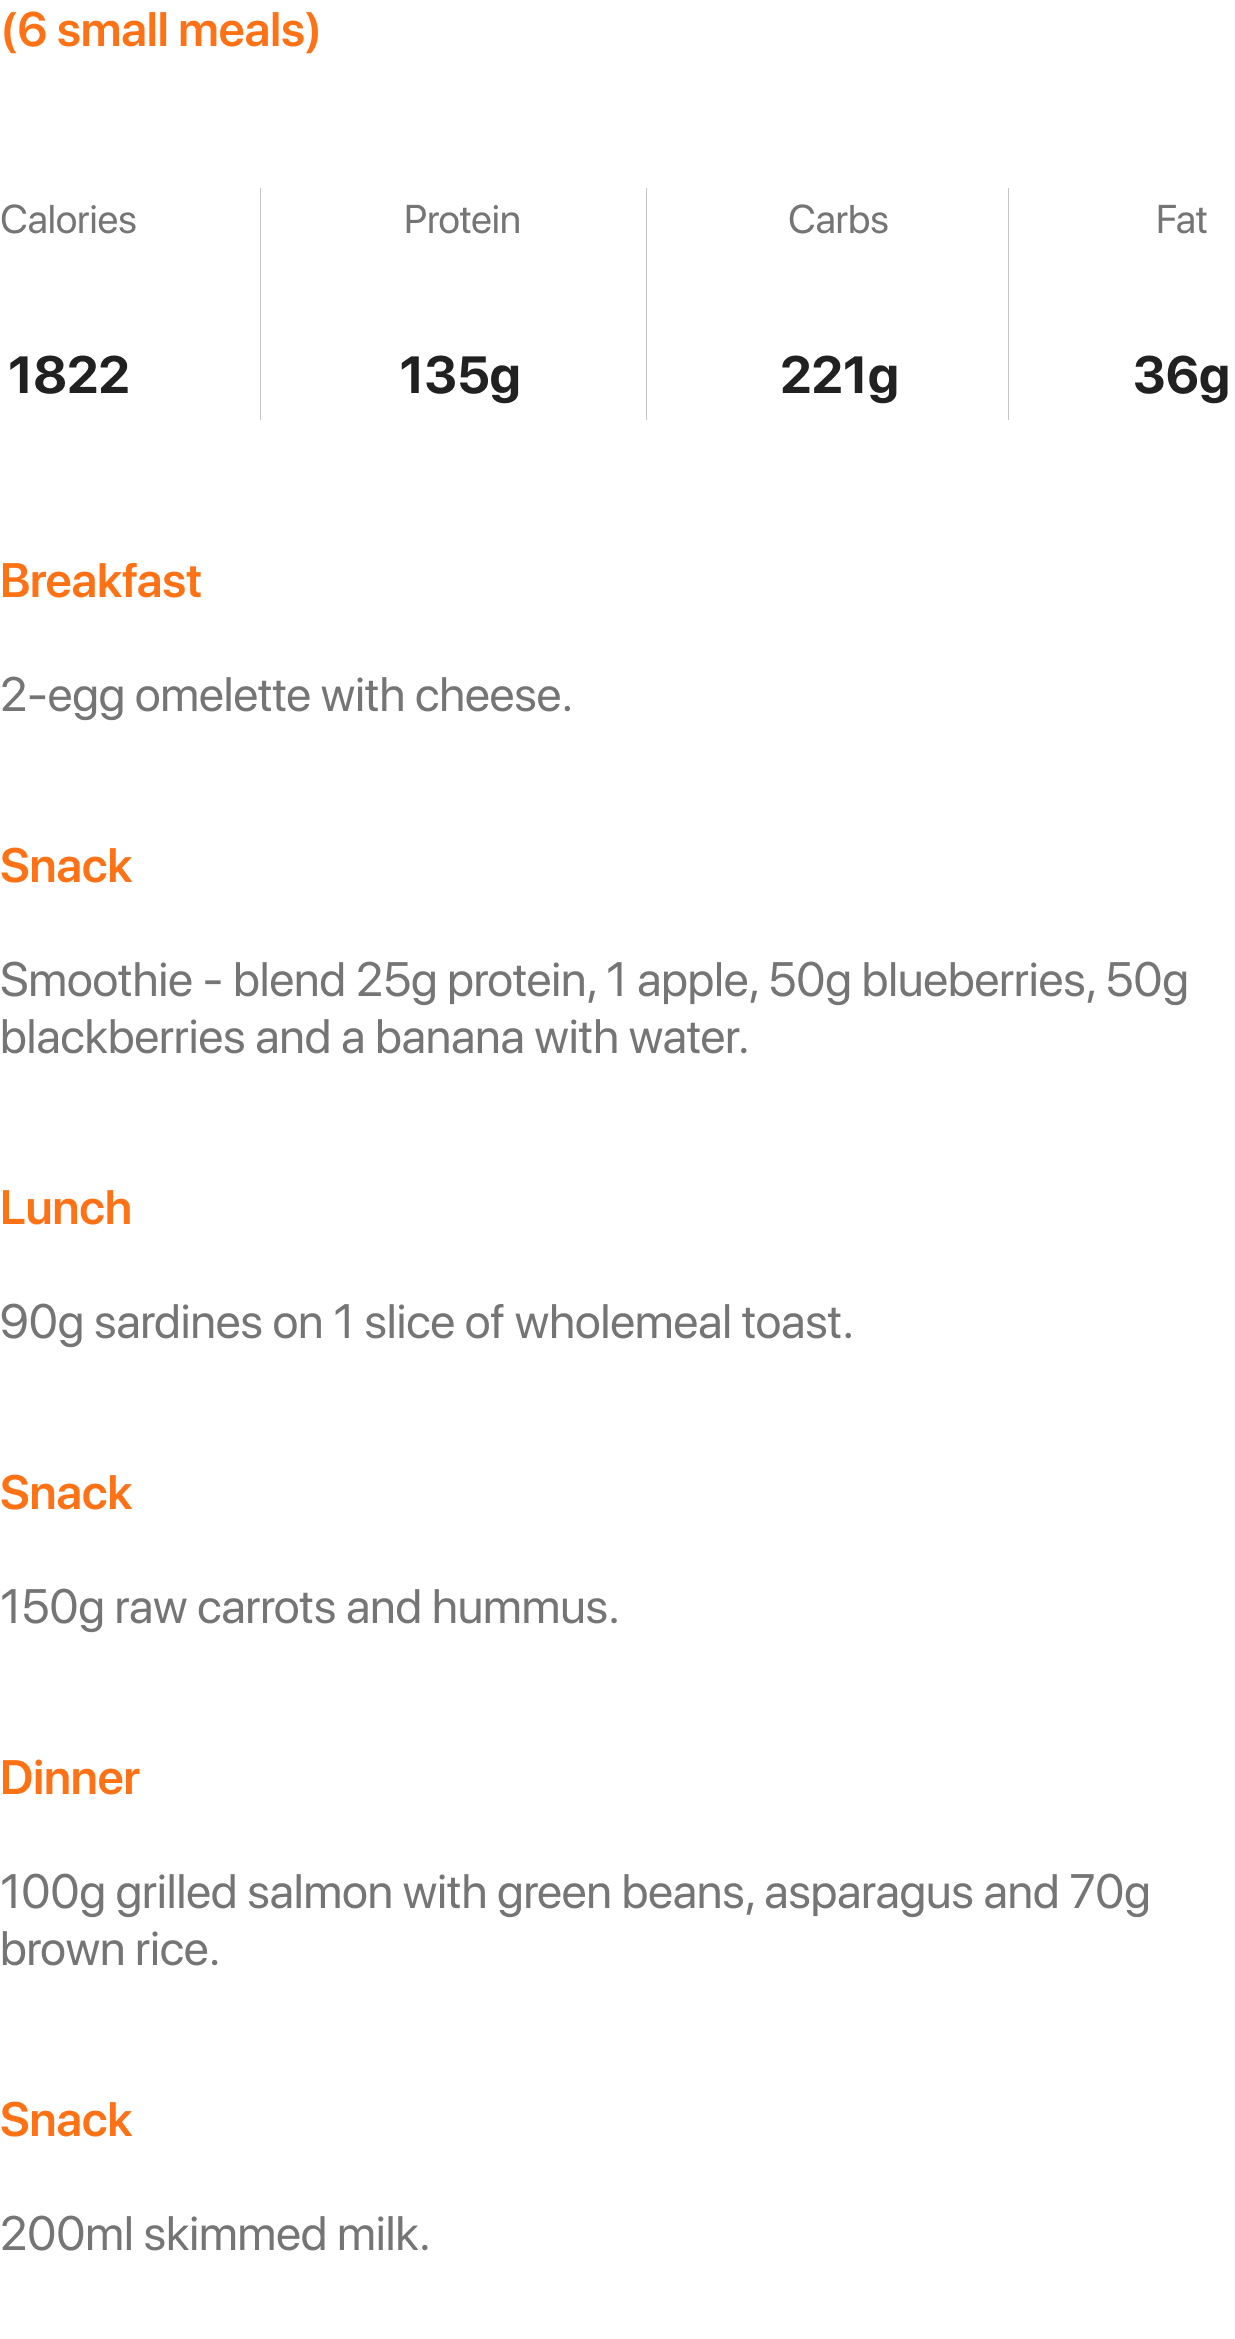 (6 small meals)
Calories Protein Carbs Fat
1822 135g 221g 36g
Breakfast
2-egg omelette with cheese.
Snack
Smoothie - blend 25g protein, 1 apple, 50g blueberries, 50g
blackberries and a banana with water.
Lunch
90g sardines on 1 slice of wholemeal toast.
Snack
150g raw carrots and hummus.
Dinner
100g grilled salmon with green beans, asparagus and 70g
brown rice.
Snack
200ml skimmed milk.